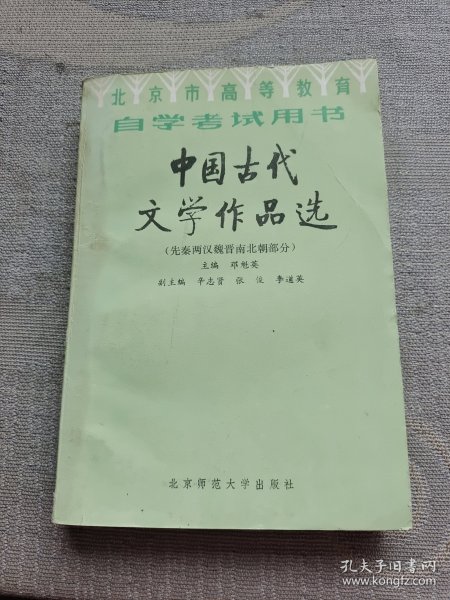 北京市高等教育
自学考试用书
中国古代
文学作品选
(先秦两汉魏晋南北朝部分)
主编 邓魁英
副主编 辛志贤 张俊 李道英
北京师范大学出版社
孔夫子旧书网
www.kongfz.com